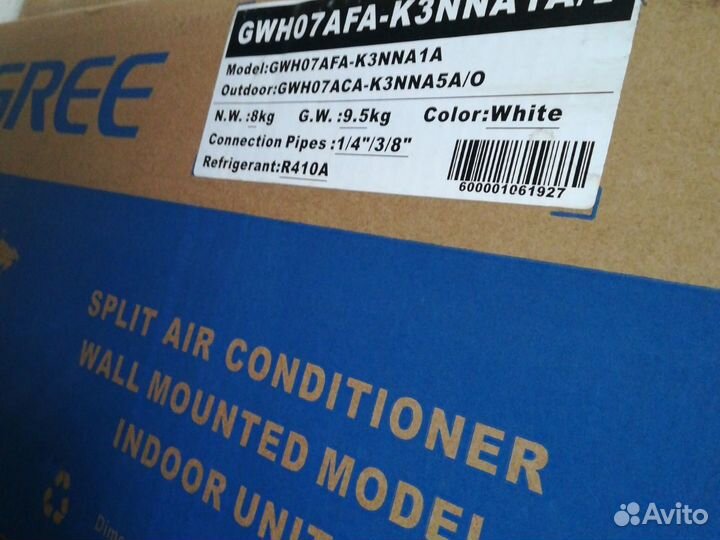 GREE
GWH07AFA-K3NNA1A/
Model:GWH07AFA-K3NNA1A
Outdoor:GWH07ACA-K3NNA5A/O
N.W. :8kg G.W. :9.5kg Color:White
Connection Pipes :1/4"/3/8"
Refrigerant:R410A
600001061927
SPLIT AIR CONDITIONER
WALL MOUNTED MODEL
INDOOR UNIT
Avito